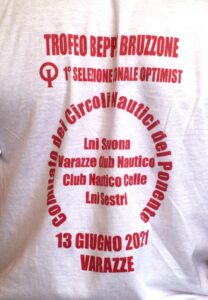 TROFEO BEPPE BRUZZONE
1° SELEZIONE ZONALE OPTIMIST
Comitato dei Circoli Nautici del Ponente
Lni Savona
Varazze Club Nautico
Club Nautico Celle
Lni Sestri
13 GIUGNO 2021
VARAZZE